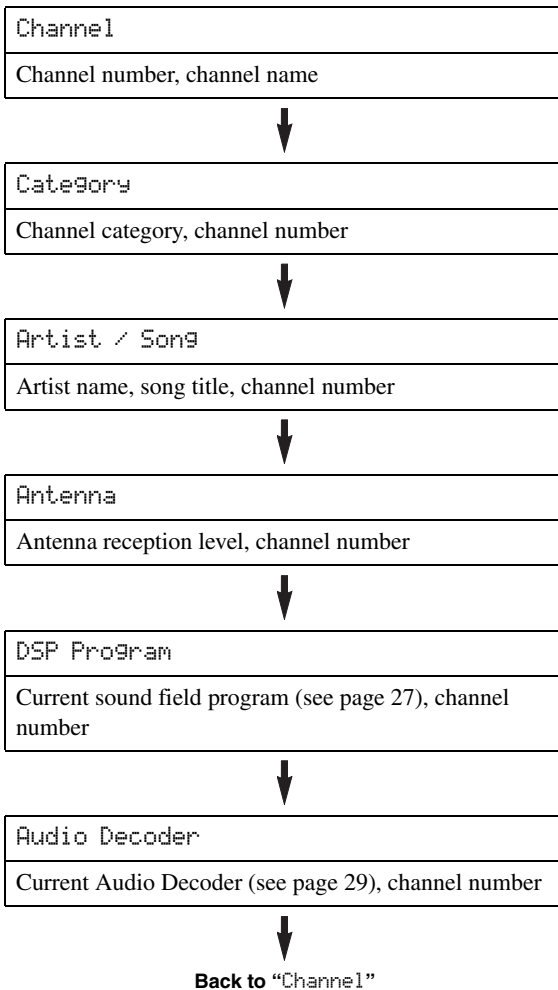 Channel
Channel number, channel name
Category
Channel category, channel number
Artist / Song
Artist name, song title, channel number
Antenna
Antenna reception level, channel number
DSP Program
Current sound field program (see page 27), channel
number
Audio Decoder
Current Audio Decoder (see page 29), channel number
Back to “Channel”